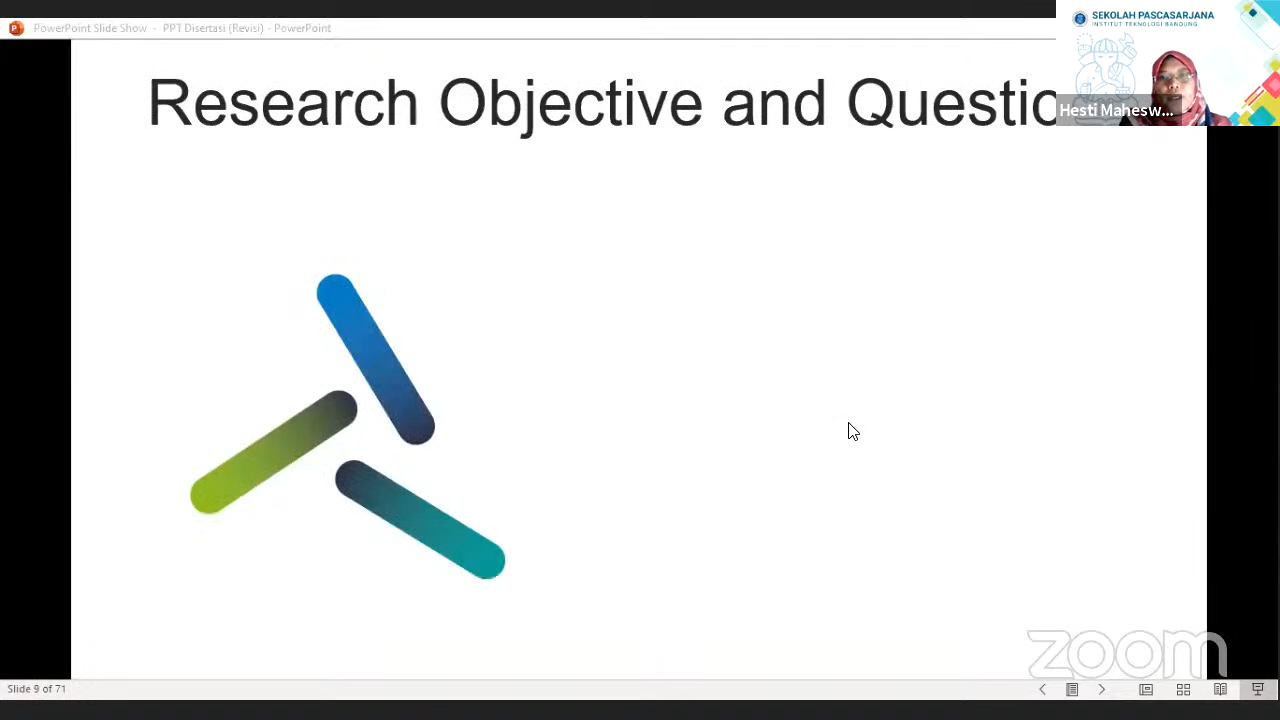 PowerPoint Slide Show - PPT Disertasi (Revisi) - PowerPoint
SEKOLAH PASCASARJANA
INSTITUT TEKNOLOGI BANDUNG
Research Objective and Questio
Hesti Mahesw...
zoom
Slide 9 of 71